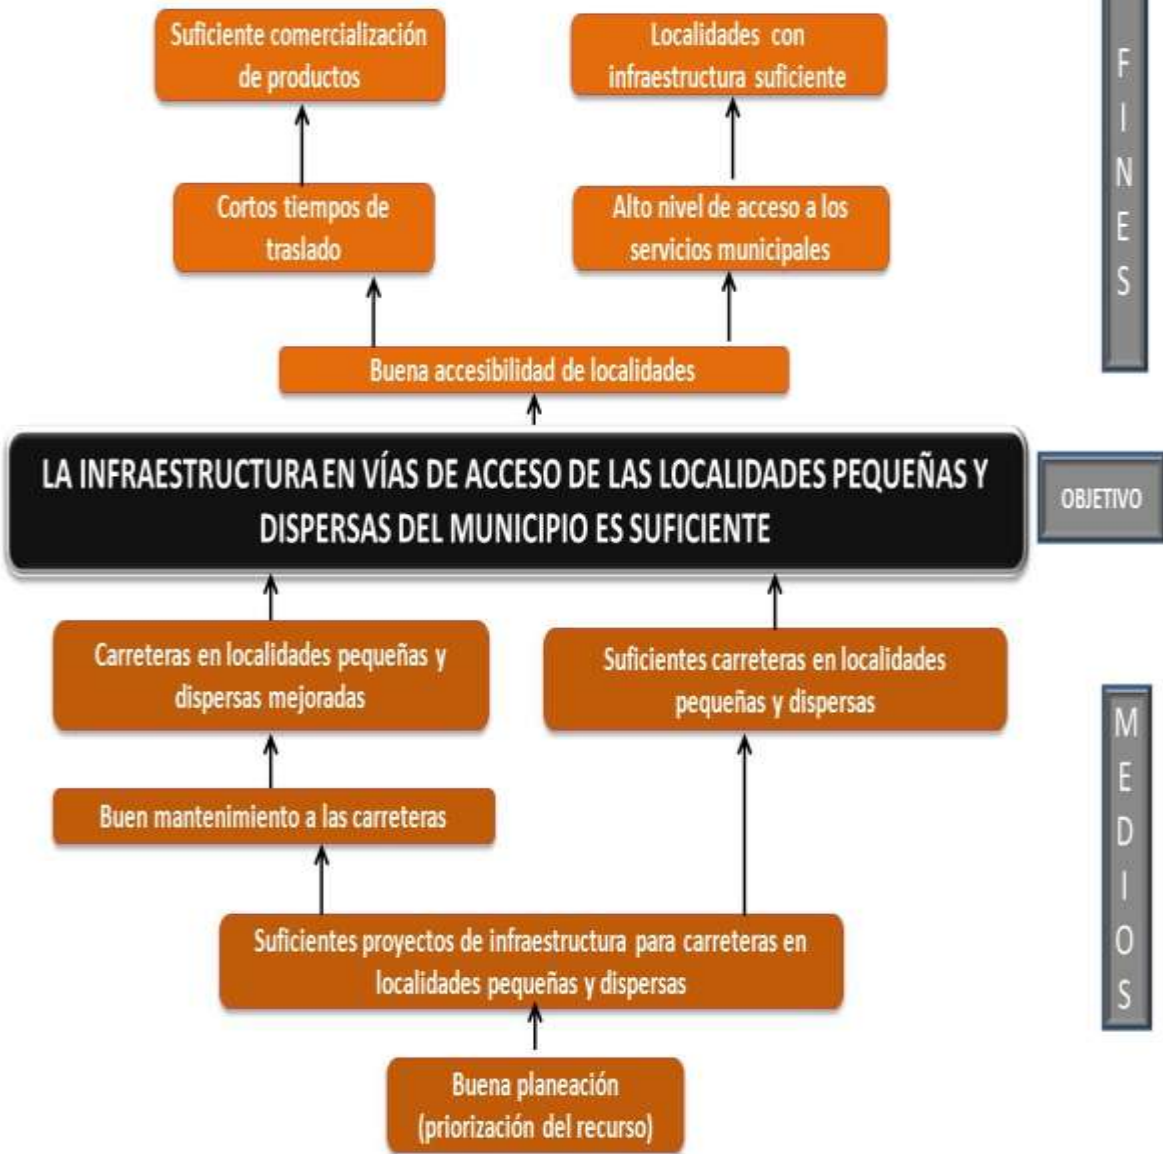 Suficiente comercialización
de productos
Localidades con
infraestructura suficiente
Cortos tiempos de
traslado
Alto nivel de acceso a los
servicios municipales
Buena accesibilidad de localidades
FINES
LA INFRAESTRUCTURA EN VÍAS DE ACCESO DE LAS LOCALIDADES PEQUEÑAS Y
DISPERSAS DEL MUNICIPIO ES SUFICIENTE
OBJETIVO
Carreteras en localidades pequeñas y
dispersas mejoradas
Suficientes carreteras en localidades
pequeñas y dispersas
Buen mantenimiento a las carreteras
Suficientes proyectos de infraestructura para carreteras en
localidades pequeñas y dispersas
Buena planeación
(priorización del recurso)
MEDIOS